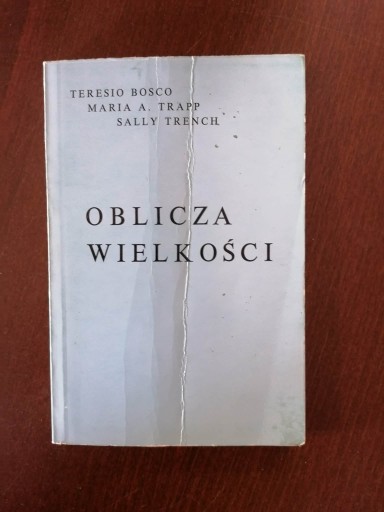 TERESIO BOSCO
MARIA A. TRAPP
SALLY TRENCH
OBLICZA
WIELKOŚCI